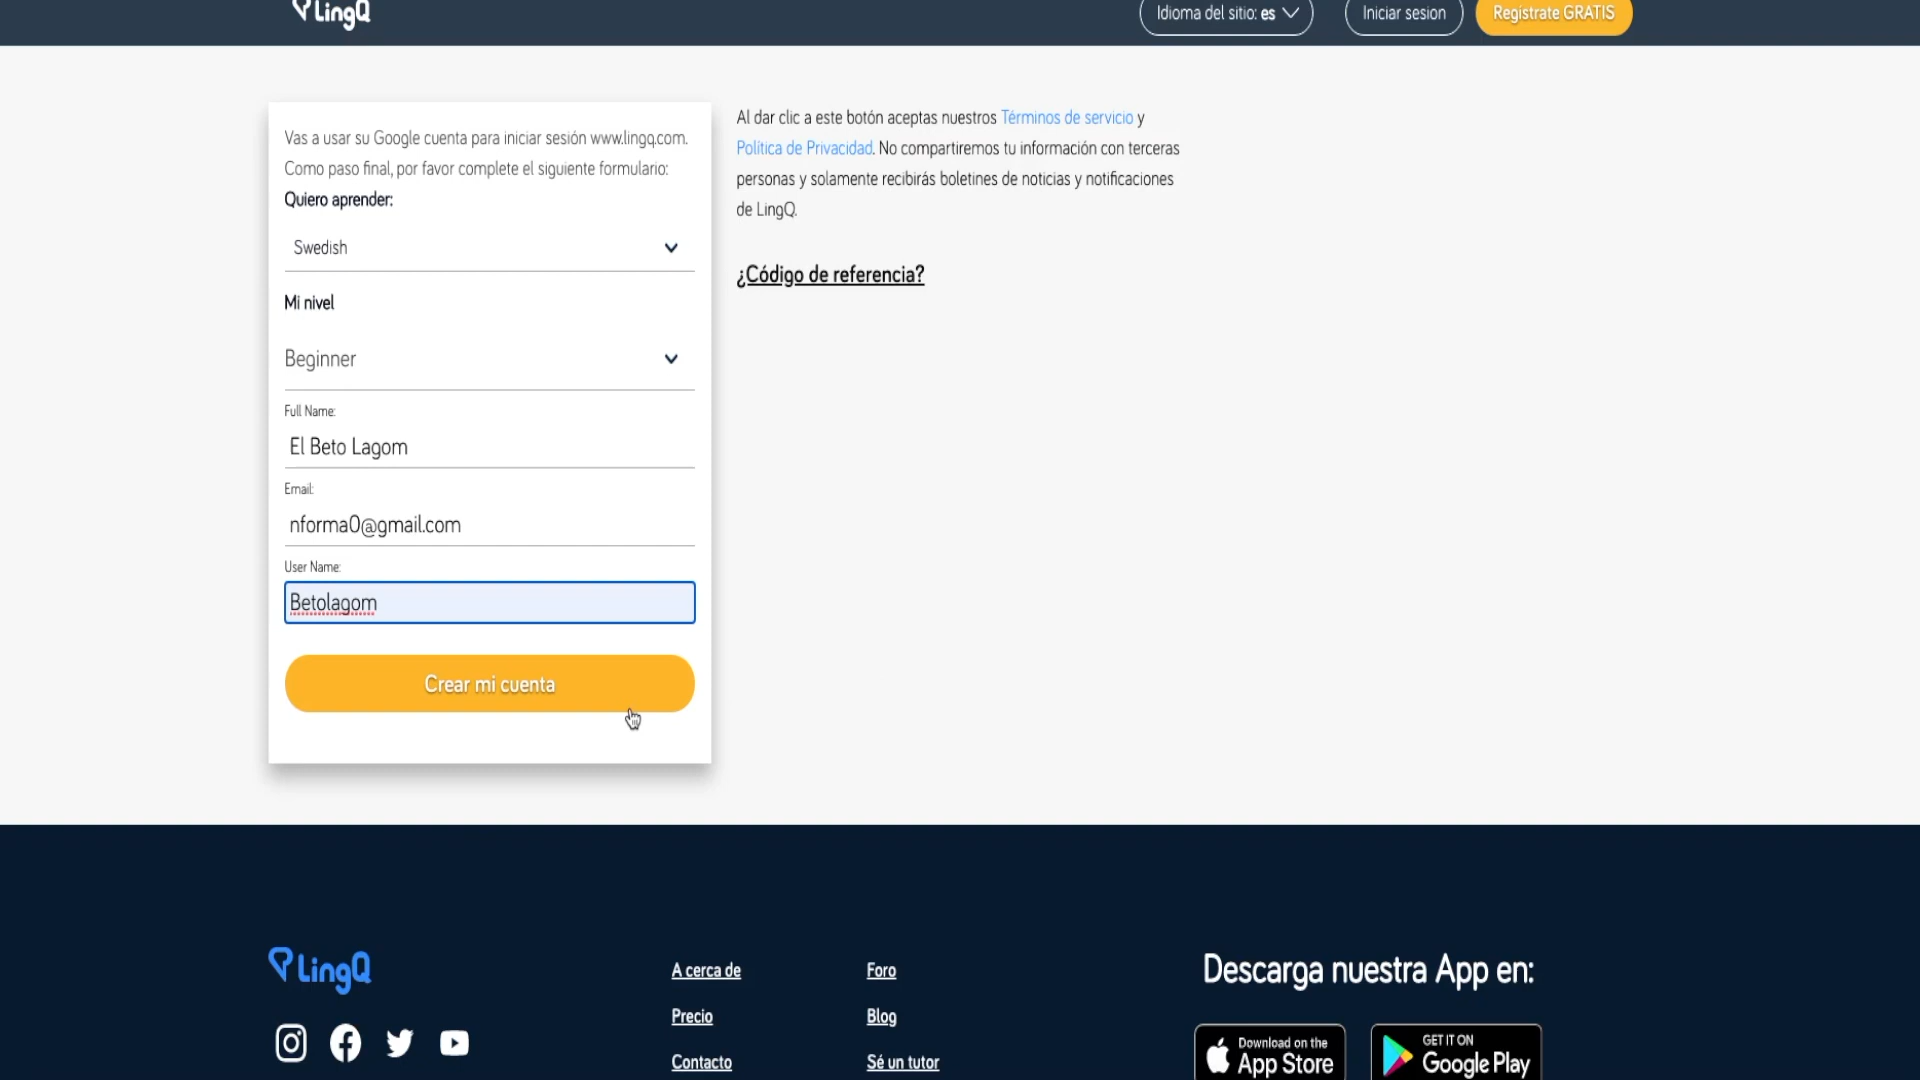 LingQ
Idioma del sitio: es
Iniciar sesion
Registrate GRATIS
Vas a usar su Google cuenta para iniciar sesión www.lingq.com.
Como paso final, por favor complete el siguiente formulario:
Quiero aprender:
Swedish
Mi nivel
Beginner
Full Name:
El Beto Lagom
Email:
nforma0@gmail.com
User Name:
Betolagom
Crear mi cuenta
Al dar clic a este botón aceptas nuestros Términos de servicio y
Política de Privacidad. No compartiremos tu información con terceras
personas y solamente recibirás boletines de noticias y notificaciones
de LingQ.
¿Código de referencia?
LingQ
A cerca de
Precio
Contacto
Foro
Blog
Sé un tutor
Descarga nuestra App en:
Download on the
App Store
GET IT ON
Google Play